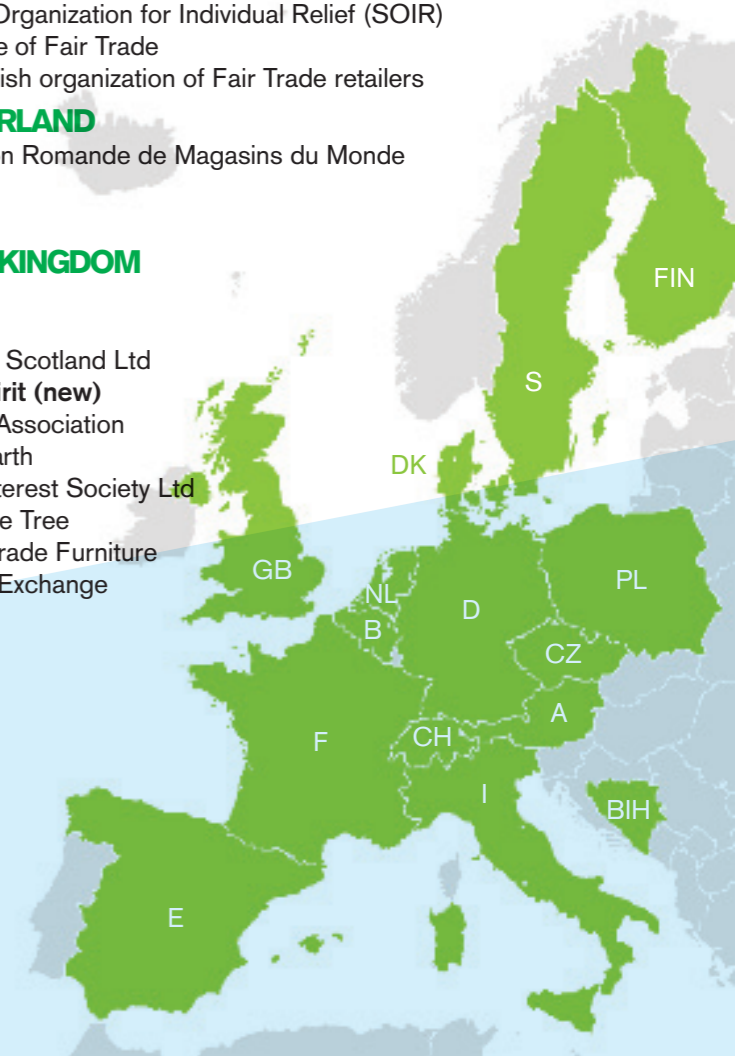 Organization for Individual Relief (SOIR)
e of Fair Trade
ish organization of Fair Trade retailers
RLAND
n Romande de Magasins du Monde
KINGDOM
Scotland Ltd
irit (new)
Association
arth
terest Society Ltd
e Tree
rade Furniture
Exchange
FIN
S
DK
GB
NL
PL
B
D
CZ
A
F
CH
I
BIH
E